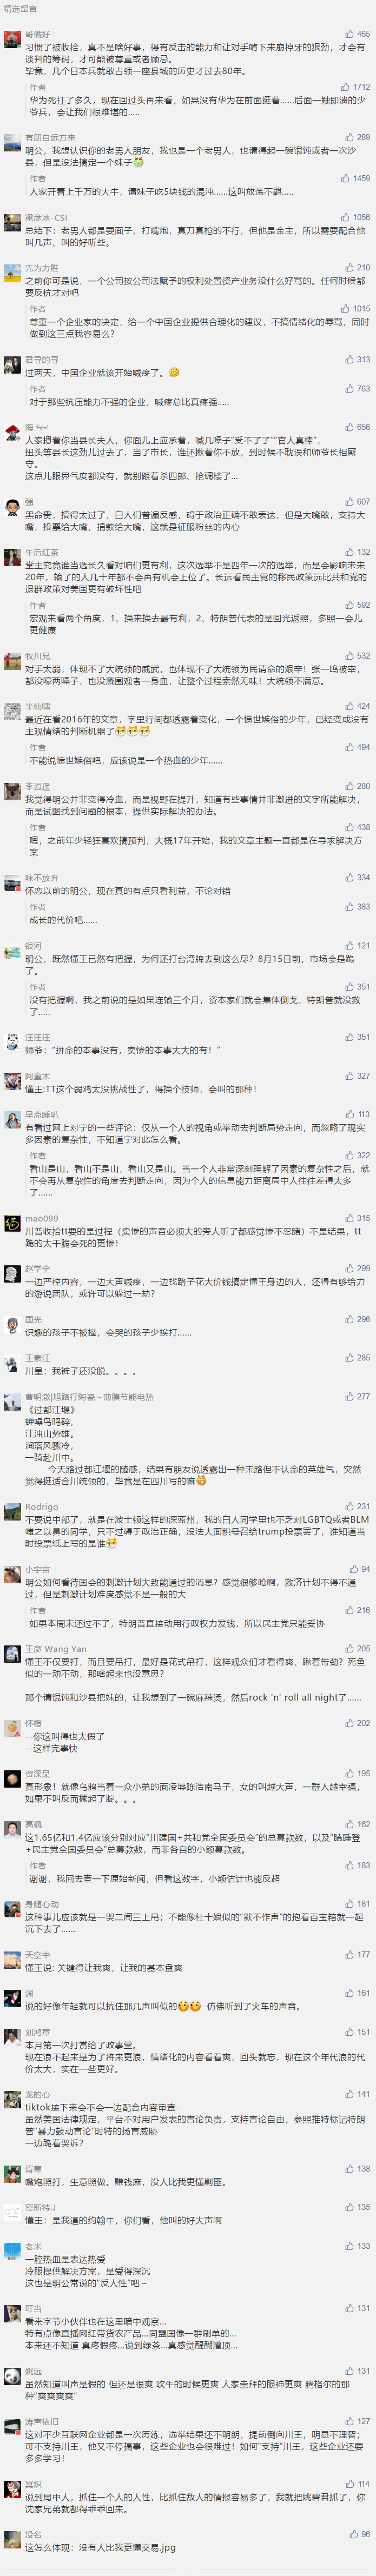 精选留言
哥俩好
465
习惯了被收拾，真不是啥好事，得有反击的能力和让对手啃下来崩掉牙的狠劲，才会有
谈判的筹码，才可能被尊重或者顾忌。
毕竟，几个日本兵就敢占领一座县城的历史才过去80年。
作者
1712
华为死扛了多久，现在回过头再来看，如果没有华为在前面挺着……后面一触即溃的少
爷兵，会让我们很难堪的.....
有朋自远方来
289
明公，我想认识你的老男人朋友，我也是一个老男人，也请得起一碗馄饨或者一次沙
县，但是没法搞定一个妹子😭
作者
1459
人家开着上千万的大牛，请妹子吃5块钱的混沌......这叫放荡不羁.....
梁彦冰-CSI
1056
总结下：老男人都是要面子、打嘴炮，真刀真枪的不行，但他是金主，所以需要配合他
叫几声、叫的好听些。
先为力胜
210
之前你可是说，一个公司按公司法赋予的权利处置资产业务没什么好骂的。任何时候都
要反抗才对吧
作者
1015
尊重一个企业家的决定，给一个中国企业提供合理化的建议，不搞情绪化的辱骂，同时
做到这三点我容易么？
君寻的寻
313
过两天，中国企业就该开始喊疼了。
作者
763
对于那些抗压能力不强的企业，喊疼总比真疼强.....
海
656
人家摁着你当县长夫人，你面儿上应承着，喊几嗓子“受不了了”“官人真棒”，
扭头等县长这劲儿过去了，当了市长，谁还揪着你不放，到时候不耽误和师爷长相厮
守。
这点儿眼界气度都没有，就别跟着杀四郎、抢碉楼了...
强
607
黑命贵，搞得太过了，白人们普遍反感，碍于政治正确不敢表达，但是大嘴敢，支持大
嘴，投票给大嘴，捐款给大嘴，这就是征服粉丝的内心
午后红茶
132
堂主究竟谁当选长久看对咱们更有利，这次选举不是四年一次的选举，而是会影响未来
20年，输了的人几十年都不会再有机会上位了。长远看民主党的移民政策远比共和党的
退群政策对美国更有破坏性吧
作者
592
宏观来看两个角度，1、换来换去最有利，2、特朗普代表的是回光返照，多照一会儿
更健康
牧川兄
532
对手太弱，体现不了大统领的威武，也体现不了大统领为民请命的艰辛！张一鸣被宰，
都没嚎两嗓子，也没溅围观者一身血，让整个过程索然无味！大统领不满意。
半仙啸
424
最近在看2016年的文章，字里行间都透露着变化，一个愤世嫉俗的少年，已经变成没有
主观情绪的判断机器了
作者
494
不能说愤世嫉俗吧，应该说是一个热血的少年......
李逍遥
280
我觉得明公并非变得冷血，而是视野在提升，知道有些事情并非激进的文字所能解决，
而是试图找到问题的根本，提供实际解决的办法。
作者
438
嗯，之前年少轻狂喜欢搞预判，大概17年开始，我的文章主题一直都是在寻求解决方
案
咏不放弃
334
怀恋以前的明公，现在真的有点只看利益，不论对错
作者
383
成长的代价吧......
银河
121
明公，既然懂王已然有把握，为何还打台湾牌去到这么尽？8月15日前，市场会是跪
了。
作者
351
没有把握啊，我之前说的是如果连输三个月，资本家们就会集体倒戈，特朗普就没救
了.....
汪汪汪
351
师爷：“拼命的本事没有，卖惨的本事大大的有！”
阿童木
327
懂王:TT这个弱鸡太没挑战性了，得换个技师，会叫的那种！
早点睡叭
113
有看过网上对宁的一些评论：仅从一个人的视角或举动去判断局势走向，而忽略了现实
多因素的复杂性，不知道宁对此怎么看。
作者
322
看山是山，看山不是山，看山又是山。当一个人非常深刻理解了因素的复杂性之后，就
不会再从复杂性的角度去判断走向，因为个人的信息能力距离局中人往往差得太多
了......
mao099
315
川普收拾tt要的是过程（卖惨的声音必须大的旁人听了都感觉惨不忍睹）不是结果，tt
跪的太干脆会死的更惨！
赵学全
299
一边严控内容，一边大声喊疼，一边找路子花大价钱搞定懂王身边的人，还得有够给力
的游说团队，或许可以躲过一劫？
国光
296
识趣的孩子不被揍，会哭的孩子少挨打......
王素江
285
川皇：我裤子还没脱。。。。
曹明澈|旭路行陶瓷－薄膜节能电热
277
《过都江堰》
蝉噪鸟鸣碎，
江浊山势雄。
涧落风骤冷，
一骑赴川中。
今天路过都江堰的随感，结果有朋友说透露出一种末路但不认命的英雄气，突然
觉得挺适合川统领的，毕竟是在四川写的嘛
Rodrigo
231
不要说中部了，就是在波士顿这样的深蓝州，我的白人同学里也不乏对LGBTQ或者BLM
嗤之以鼻的同学，只不过碍于政治正确，没法大面积号召给trump投票罢了，谁知道当
时投票纸上写的是谁
小宇宙
94
明公如何看待国会的刺激计划大致能通过的消息？感觉很够呛啊，救济计划不得不通
过，但是刺激计划难度感觉不是一般的大
作者
216
如果本周末还过不了，特朗普直接动用行政权力发钱，所以民主党只能妥协
王彦 Wang Yan
205
懂王不仅要打，而且要吊打，最好是花式吊打，这样观众们才看得爽、瞅着带劲？死鱼
似的一动不动，那啥起来也没意思？
那个请馄饨和沙县把妹的，让我想到了一碗麻辣烫，然后rock 'n' roll all night了......
怀橙
202
--你这叫得也太假了
--这样完事快
资深呆
195
真形象！就像乌鸦当着一众小弟的面凌辱陈浩南马子，女的叫越大声，一群人越幸福，
如果不叫反而撅起了腚。。。
高枫
162
这1.65亿和1.4亿应该分别对应“川建国+共和党全国委员会”的总募款数，以及“瞌睡登
+民主党全国委员会”总募款数，而非各自的小额募款数。
作者
183
谢谢，我回去查一下原始新闻，但看这数字，小额估计也能反超
身随心动
181
这种事儿应该就是一哭二闹三上吊；不能像杜十娘似的“默不作声”的抱着百宝箱就一起
沉下去了......
天空中
177
懂王说: 关键得让我爽，让我的基本盘爽
渊
161
说的好像年轻就可以抗住那几声叫似的 仿佛听到了火车的声音。
刘鸿章
151
本月第一次打赏给了政事堂。
现在浪不起来是为了将来更浪，情绪化的内容看着爽，回头就忘，现在这个年代浪的代
价太大，实在一些更好。
龙的心
141
tiktok接下来会不会一边配合内容审查-
虽然美国法律规定，平台不对用户发表的言论负责，支持言论自由，参照推特标记特朗
普“暴力鼓动言论”时特的扬言威胁
一边跪着哭诉？
胥寒
138
嘴炮照打，生意照做。赚钱麻，没人比我更懂剿匪。
密斯特.J
135
懂王：是我逼的约翰牛，你们看，他叫的好大声啊
老米
133
一腔热血是表达热爱
冷眼提供解决方案，是爱得深沉
这也是明公常说的“反人性”吧～
叮当
131
看来字节小伙伴也在这里暗中观察...
特有点像直播网红带货农产品...同盟国像一群刷单的...
本来还不知道 真疼假疼...说到绿茶...真感觉醍醐灌顶...
姚远
131
虽然知道叫声是假的 但还是很爽 吹牛的时候更爽 人家崇拜的眼神更爽 腾格尔的那
种“爽爽爽爽”
涛声依旧
127
这对不少互联网企业都是一次历练，选举结果还不明朗，提前倒向川王，明显不理智；
可不支持川王，他又不停搞事，这些企业也会很难过！如何“支持”川王，这些企业还要
多多学习！
冥炽
114
说到局中人，抓住一个人的人性，比抓住敌人的情报容易多了，我就把姚碧君抓了，你
沈家兄弟就都得乖乖回来。
没名
96
这怎么体现：没有人比我更懂交易.jpg